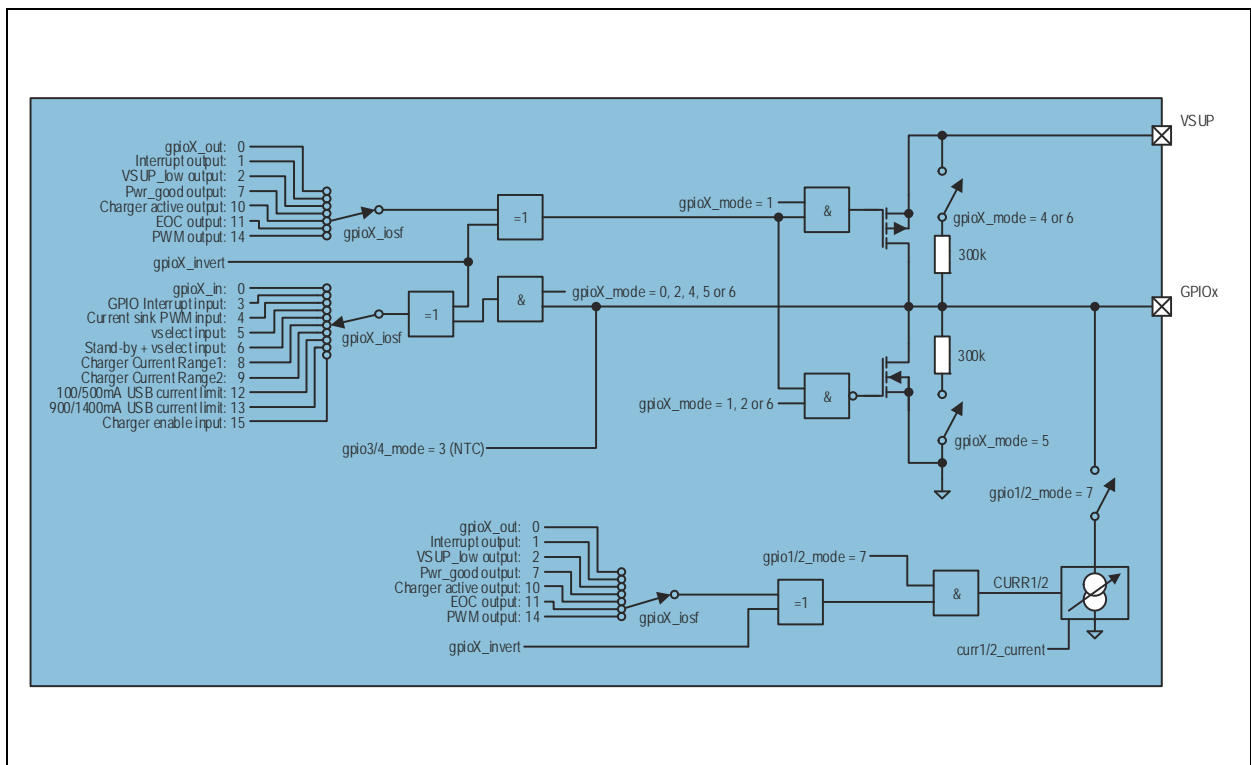 VSUP
gpioX_out: 0
Interrupt output: 1
VSUP_low output: 2
Pwr_good output: 7
Charger active output: 10
EOC output: 11
PWM output: 14
gpioX_iosf
=1
gpioX_mode = 1
&
gpioX_mode = 4 or 6
300k
gpioX_invert
gpioX_in: 0
GPIO Interrupt input: 3
Current sink PWM input: 4
vselect input: 5
Stand-by + vselect input: 6
Charger Current Range1: 8
Charger Current Range2: 9
100/500mA USB current limit: 12
900/1400mA USB current limit: 13
Charger enable input: 15
gpioX_iosf
=1
&
gpioX_mode = 0, 2, 4, 5 or 6
GPIOx
300k
gpioX_mode = 1, 2 or 6
&
gpioX_mode = 5
gpio3/4_mode = 3 (NTC)
gpio1/2_mode = 7
gpioX_out: 0
Interrupt output: 1
VSUP_low output: 2
Pwr_good output: 7
Charger active output: 10
EOC output: 11
PWM output: 14
gpioX_iosf
gpioX_invert
=1
gpio1/2_mode = 7
&
CURR1/2
curr1/2_current